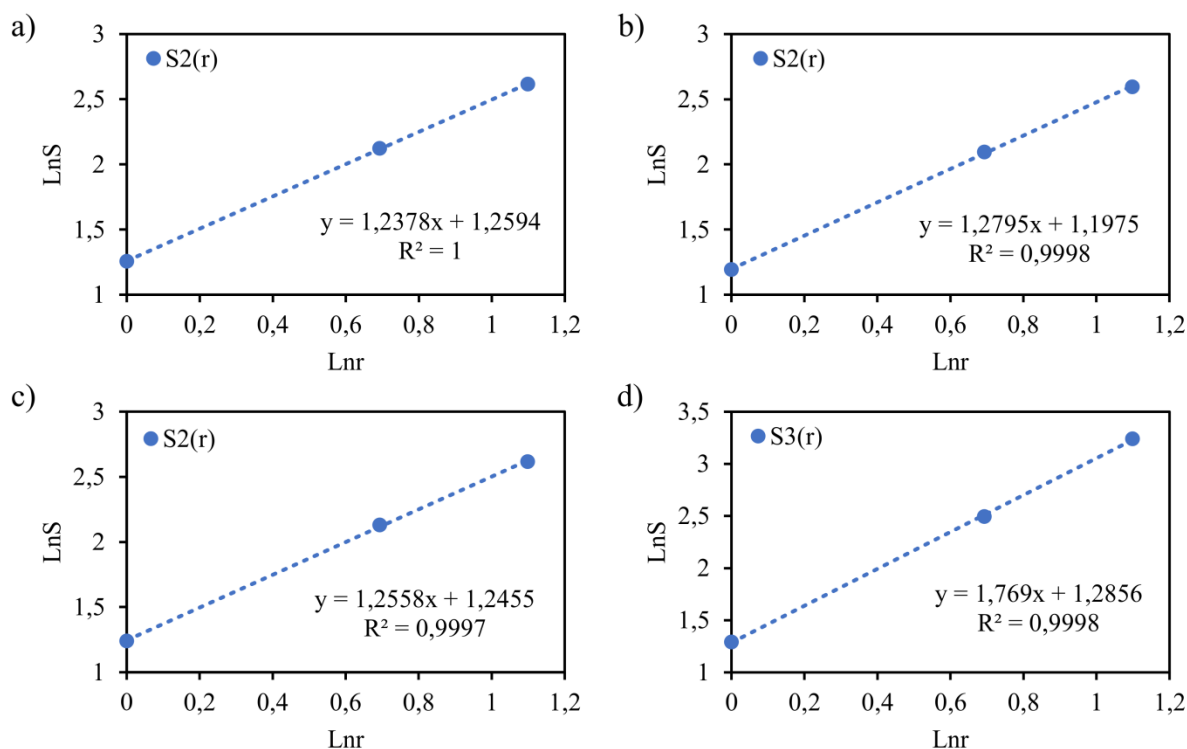 a)
3
S2(r)
2,5
2
1,5
1
LnS
y = 1,2378x + 1,2594
R² = 1
0 0,2 0,4 0,6 0,8 1 1,2
Lnr
b)
3
S2(r)
2,5
2
1,5
1
LnS
y = 1,2795x + 1,1975
R² = 0,9998
0 0,2 0,4 0,6 0,8 1 1,2
Lnr
c)
3
S2(r)
2,5
2
1,5
1
LnS
y = 1,2558x + 1,2455
R² = 0,9997
0 0,2 0,4 0,6 0,8 1 1,2
Lnr
d)
3,5
S3(r)
3
2,5
2
1,5
1
LnS
y = 1,769x + 1,2856
R² = 0,9998
0 0,2 0,4 0,6 0,8 1 1,2
Lnr